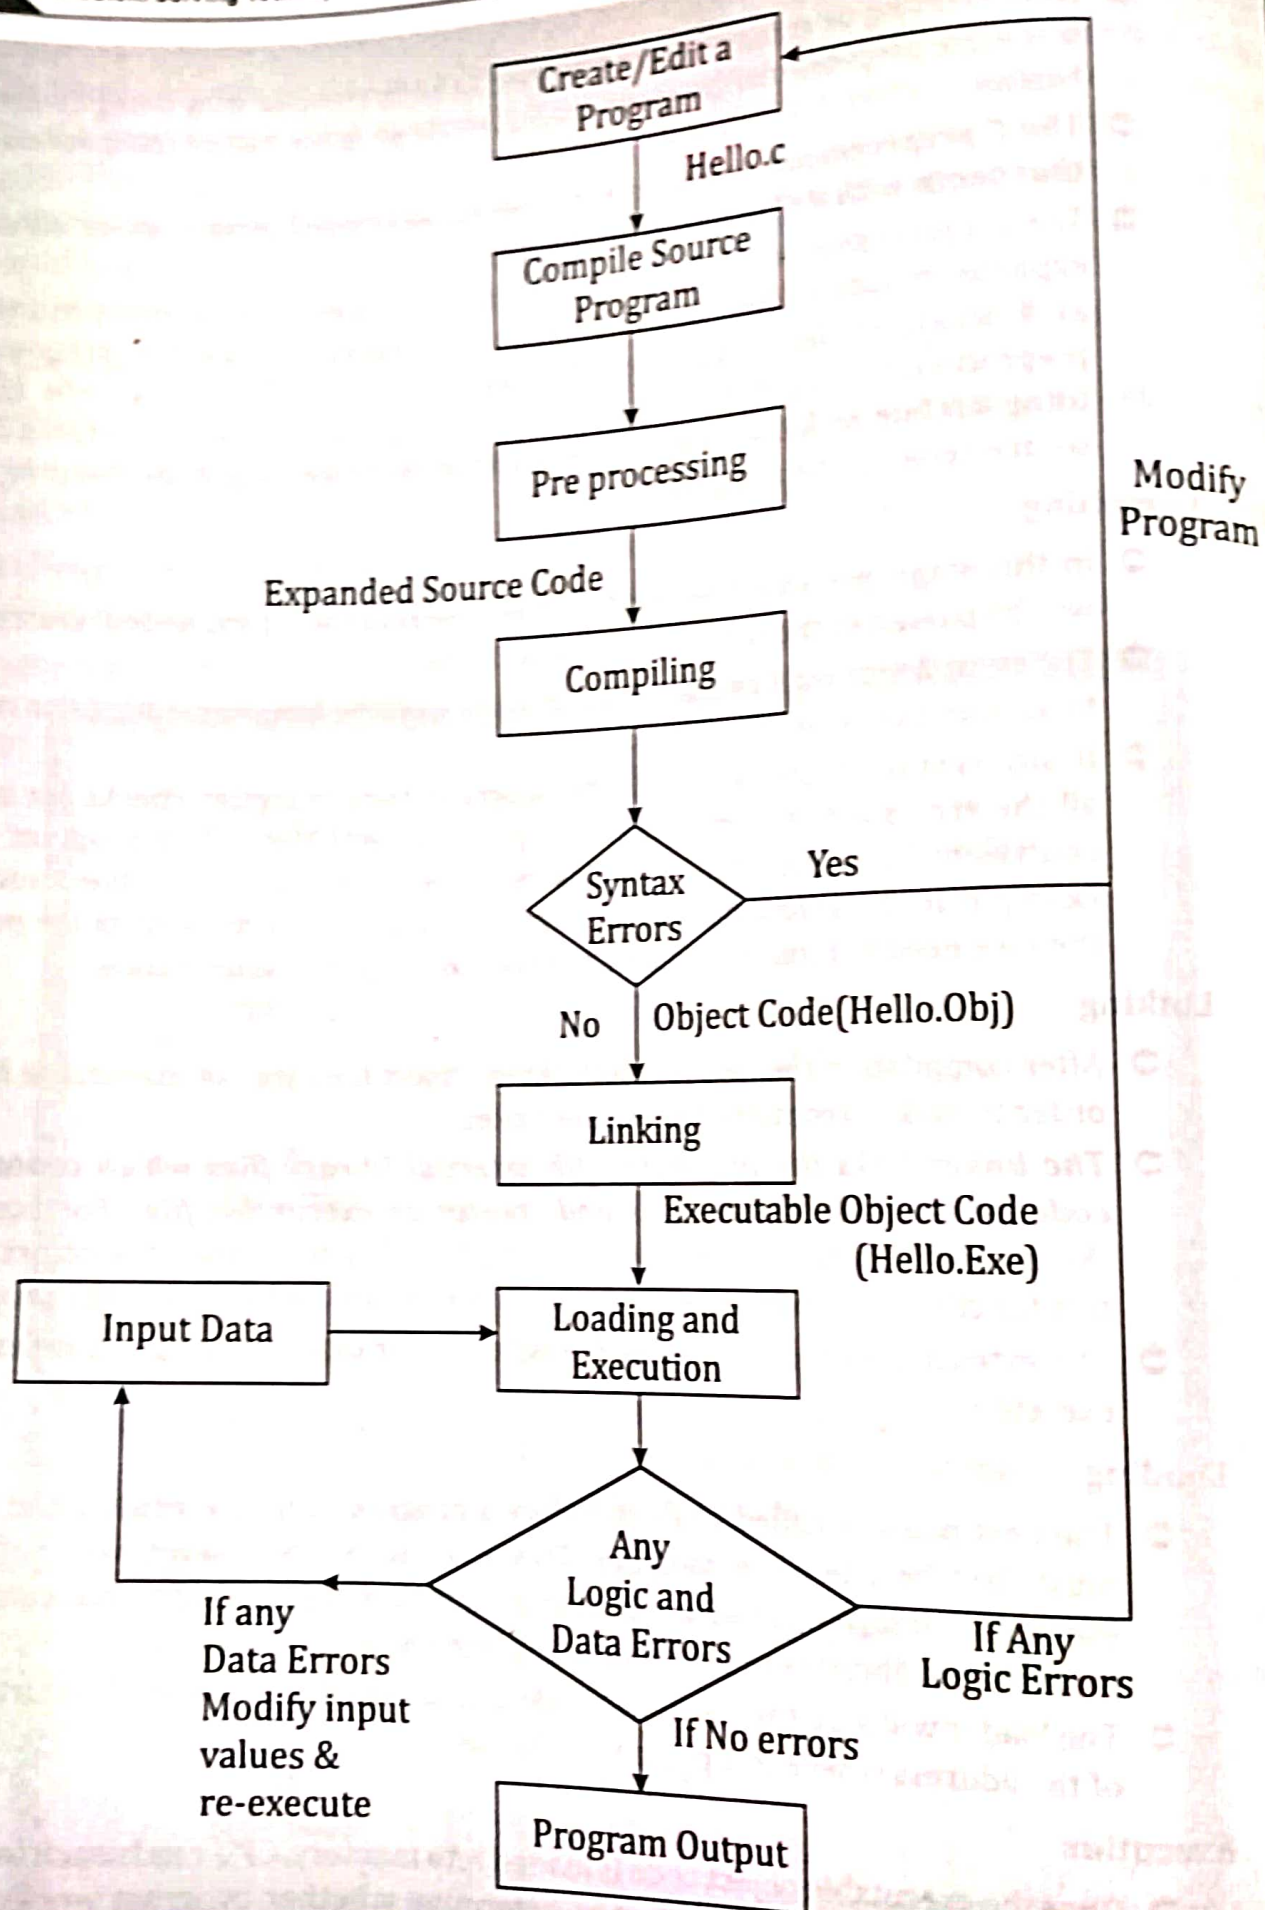 Create/Edit a
Program
Hello.c
Compile Source
Program
Pre processing
Modify
Program
Expanded Source Code
Compiling
Syntax
Errors
Yes
No
Object Code(Hello.Obj)
Linking
Executable Object Code
(Hello.Exe)
Input Data
Loading and
Execution
Any
Logic and
Data Errors
If any
Data Errors
Modify input
values &
re-execute
If Any
Logic Errors
If No errors
Program Output